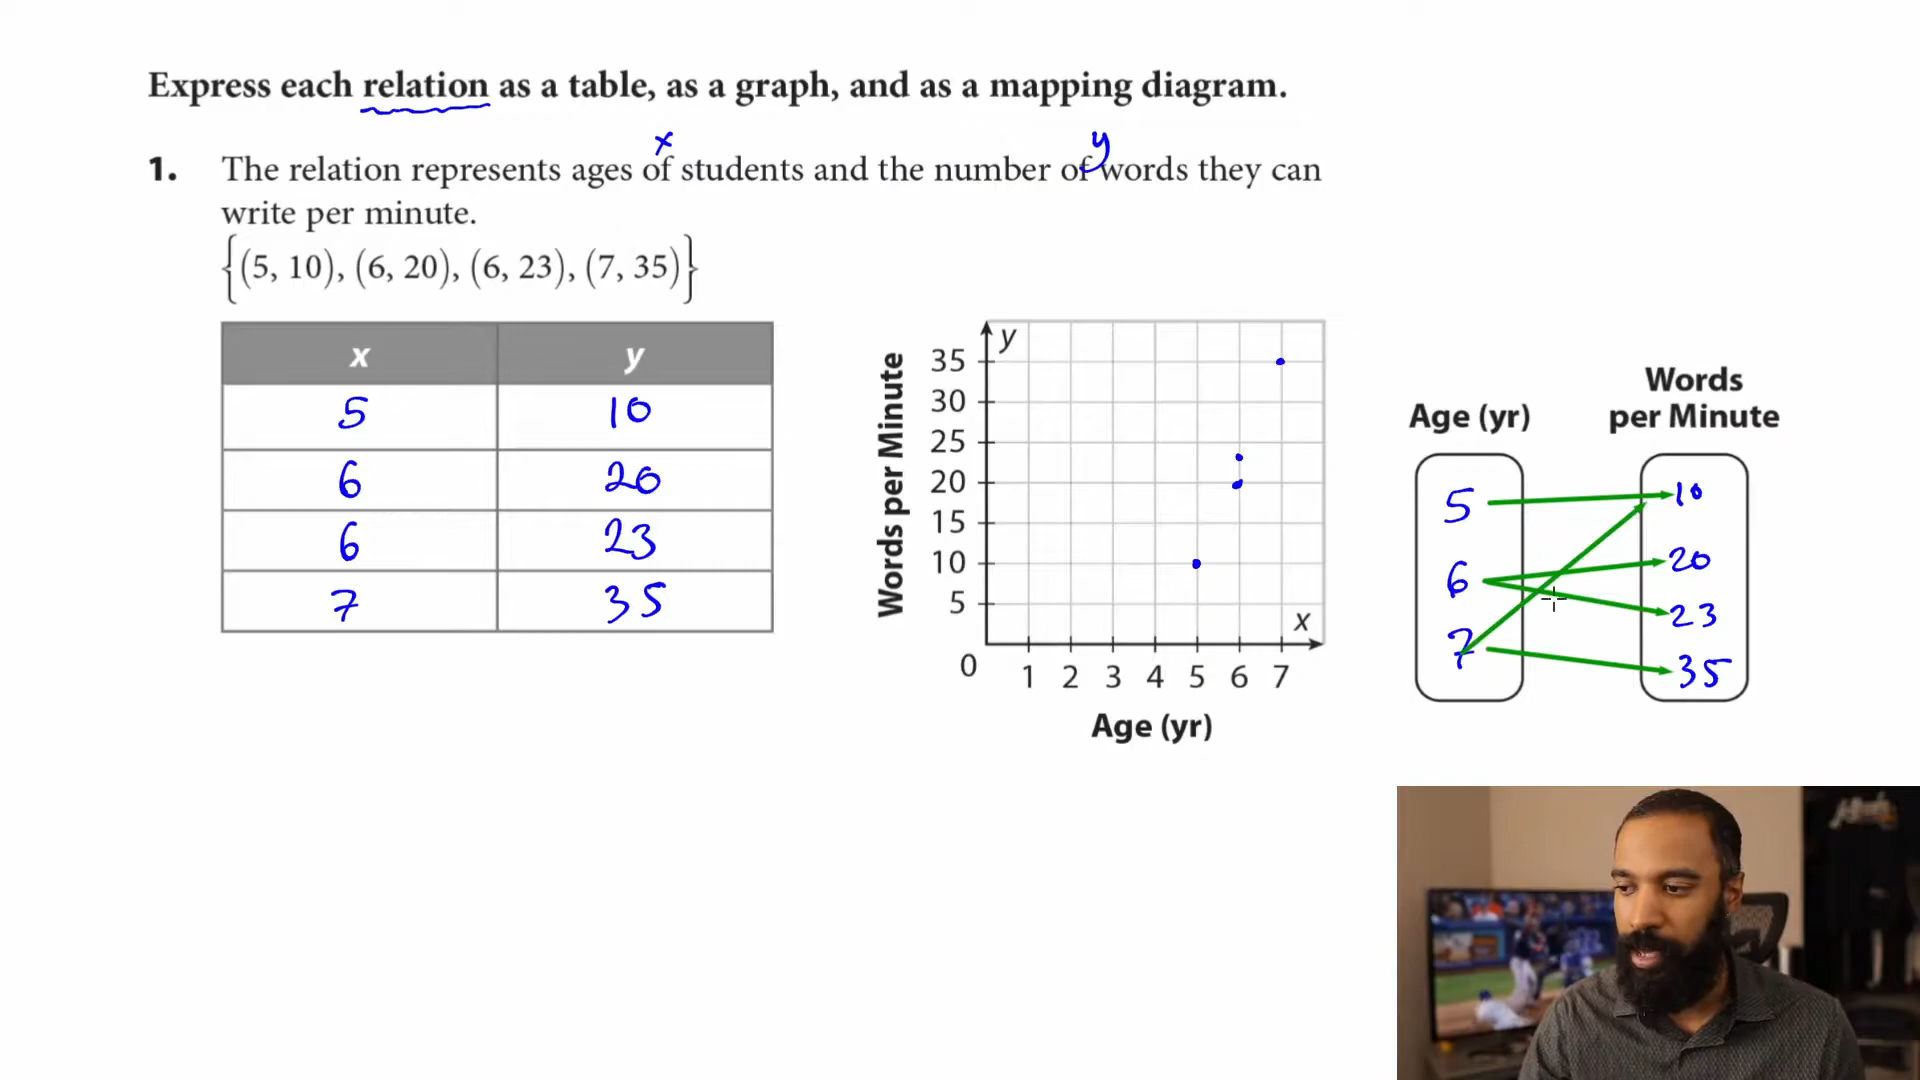 Express each relation as a table, as a graph, and as a mapping diagram.
x y
1. The relation represents ages of students and the number of words they can
write per minute.
{(5, 10), (6, 20), (6, 23), (7, 35)}
x y
5 10
6 20
6 23
7 35
Words per Minute
y
35
30
25
20
15
10
5
0
x
1 2 3 4 5 6 7
Age (yr)
Age (yr)
Words
per Minute
5
6
7
10
20
23
35